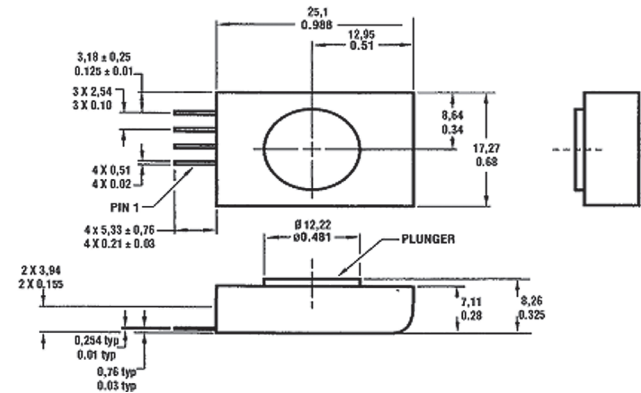 25,1
0.988
12,95
0.51
3,18 ± 0,25
0.125 ± 0.01
3 X 2,54
3 X 0.10
8,64
0.34
17,27
0.68
4 X 0,51
4 X 0.02
PIN 1
4 x 5,33 ± 0,76
4 X 0.21 ± 0.03
Ø 12,22
Ø0.481
PLUNGER
2 X 3,94
2 X 0.155
7,11
0.28
8,26
0.325
0,254 typ
0.01 typ
0,76 typ
0.03 typ